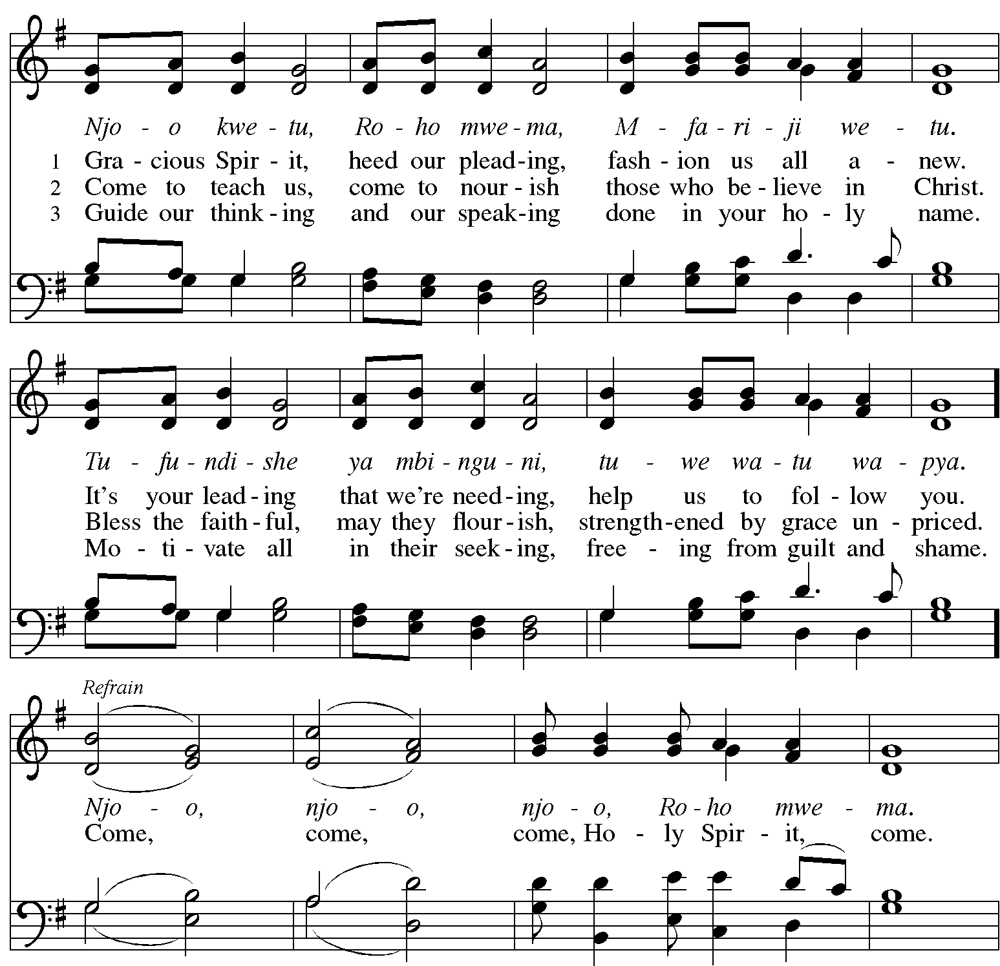 Njo - o kwe - tu, Ro - ho mwe - ma, M - fa - ri - ji we - tu.
1 Gra - cious Spir - it, heed our plead - ing, fash - ion us all a - new.
2 Come to teach us, come to nour - ish those who be - lieve in Christ.
3 Guide our think - ing and our speak - ing done in your ho - ly name.
Tu - fu - ndi - she ya mbi - ngu - ni, tu - we wa - tu wa - pya.
It's your lead - ing that we're need - ing, help us to fol - low you.
Bless the faith - ful, may they flour - ish, strength - ened by grace un - priced.
Mo - ti - vate all in their seek - ing, free - ing from guilt and shame.
Refrain
Njo - o, njo - o, njo - o, Ro - ho mwe - ma.
Come, come, come, Ho - ly Spir - it, come.